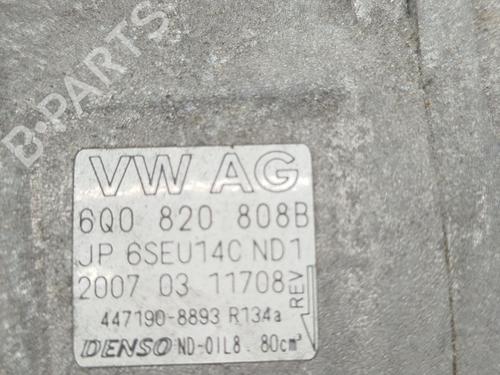 B-PARTS
VW AG
6Q0 820 808B
JP 6SEU14C ND1
2007 03 11708 REV
447190-8893 R134a
DENSO ND-OIL8 80cm³